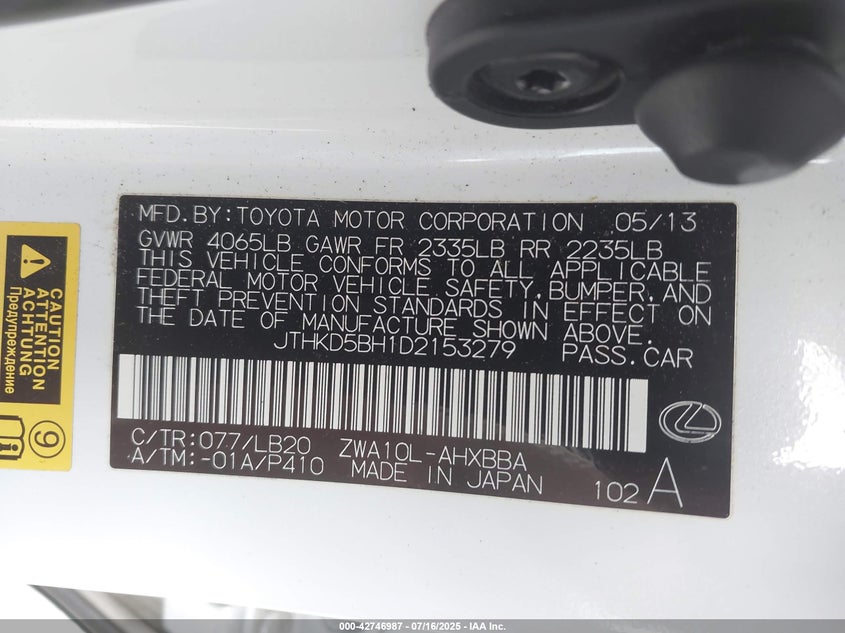 MFD.BY:TOYOTA MOTOR CORPORATION 05/13
GVWR 4065LB GAWR FR 2335LB RR 2235LB
THIS VEHICLE CONFORMS TO ALL APPLICABLE
FEDERAL MOTOR VEHICLE SAFETY,BUMPER,AND
THEFT PREVENTION STANDARDS IN EFFECT ON
THE DATE OF MANUFACTURE SHOWN ABOVE.
JTHKD5BH1D2153279 PASS.CAR
C/TR:077/LB20 ZWA10L-AHXBBA
A/TM:-01A/P410 MADE IN JAPAN
102 A
CAUTION
ATTENTION
ACHTUNG
Предупреждение
9
000-42746987 - 07/16/2025 - IAA Inc.